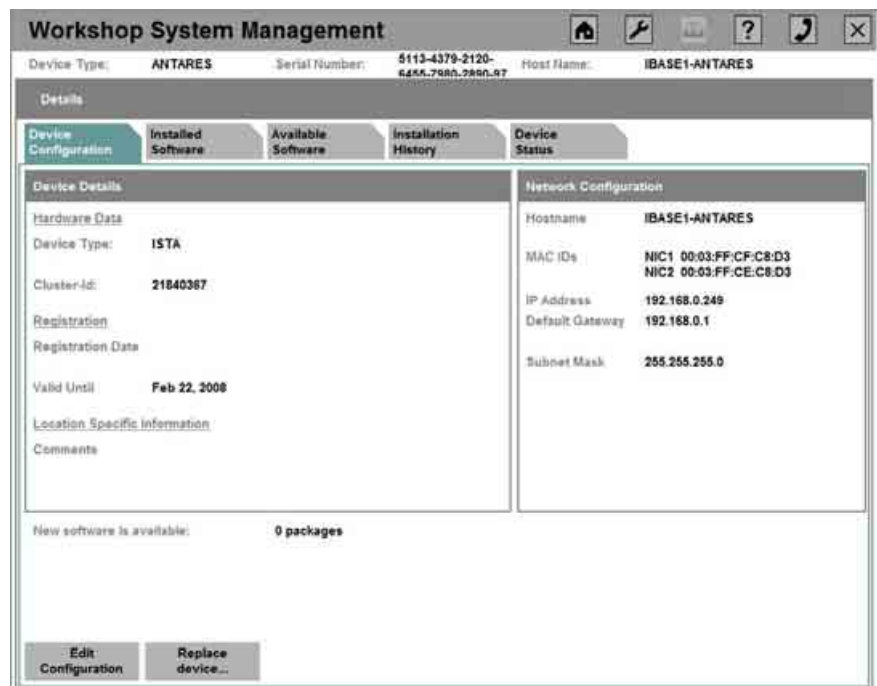 Workshop System Management
?
Device Type: ANTARES Serial Number: 5113-4379-2120-6455-7980-2890-97 Host Name: IBASE1-ANTARES
Details
Device Configuration
Installed Software
Available Software
Installation History
Device Status
Device Details
Hardware Data
Device Type: ISTA
Cluster-Id: 21840367
Registration
Registration Date
Valid Until Feb 22, 2008
Location Specific Information
Comments
Network Configuration
Hostname IBASE1-ANTARES
MAC IDs NIC1 00:03:FF:CF:C8:D3
NIC2 00:03:FF:CE:C8:D3
IP Address 192.168.0.249
Default Gateway 192.168.0.1
Subnet Mask 255.255.255.0
New software is available: 0 packages
Edit Configuration
Replace device...